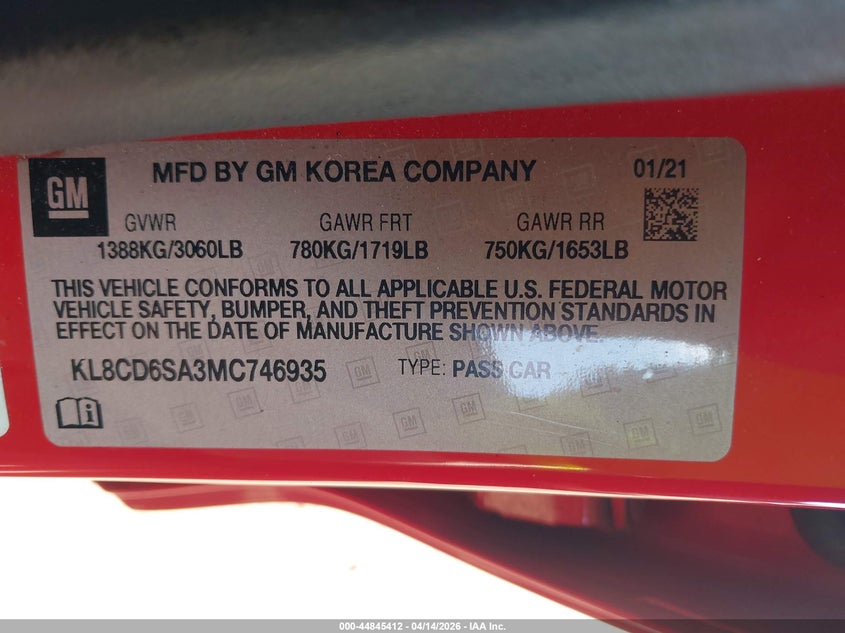 GM MFD BY GM KOREA COMPANY 01/21
GVWR GAWR FRT GAWR RR
1388KG/3060LB 780KG/1719LB 750KG/1653LB
THIS VEHICLE CONFORMS TO ALL APPLICABLE U.S. FEDERAL MOTOR
VEHICLE SAFETY, BUMPER, AND THEFT PREVENTION STANDARDS IN
EFFECT ON THE DATE OF MANUFACTURE SHOWN ABOVE.
KL8CD6SA3MC746935 TYPE: PASS CAR
000-44845412 - 04/14/2026 - IAA Inc.